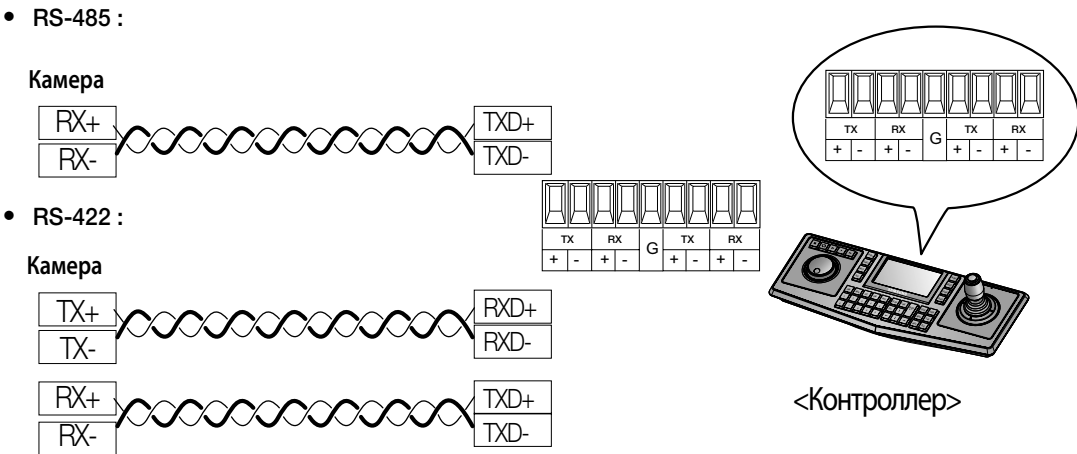 • RS-485 :
Камера
RX+ TXD+
RX- TXD-
• RS-422 :
Камера
TX+ RXD+
TX- RXD-
RX+ TXD+
RX- TXD-
TX RX G TX RX
+ - + - + - + -
TX RX G TX RX
+ - + - + - + -
<Контроллер>